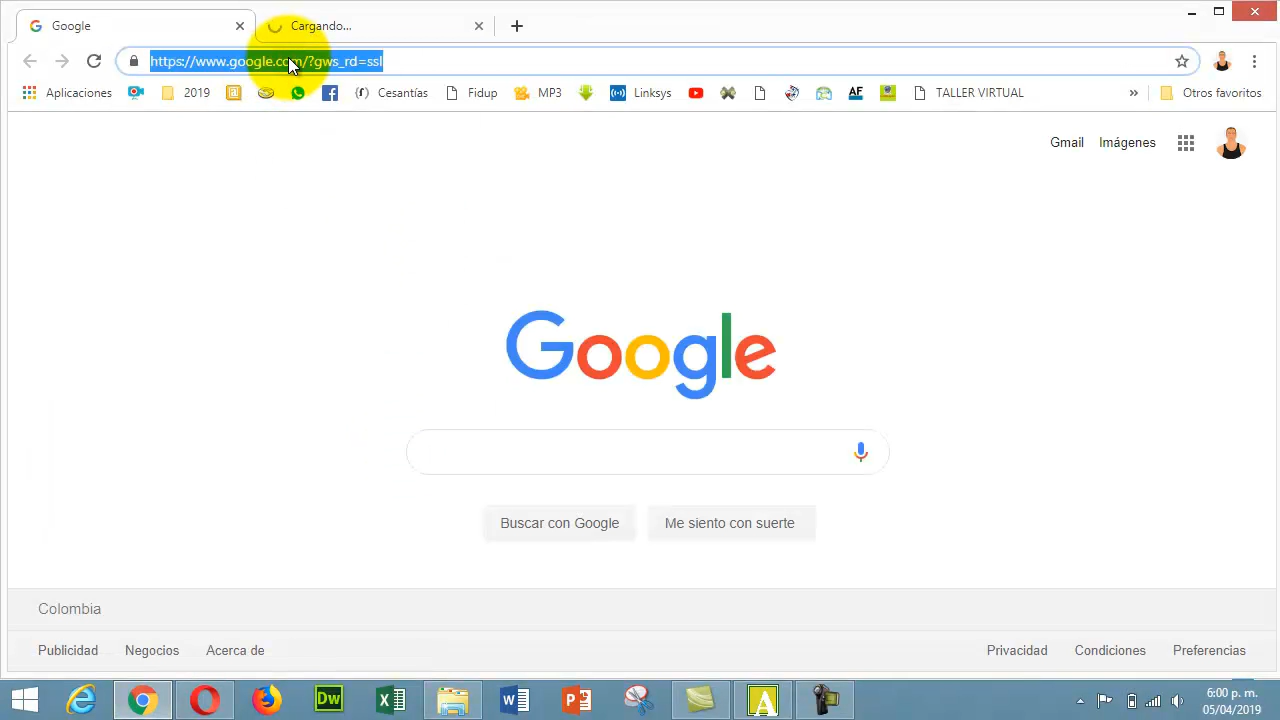 Google
Cargando...
https://www.google.com/?gws_rd=ssl
Aplicaciones
2019
Cesantías
Fidup
MP3
Linksys
AF
TALLER VIRTUAL
»
Otros favoritos
Gmail
Imágenes
Google
Buscar con Google
Me siento con suerte
Colombia
Publicidad
Negocios
Acerca de
Privacidad
Condiciones
Preferencias
Dw
6:00 p. m.
05/04/2019